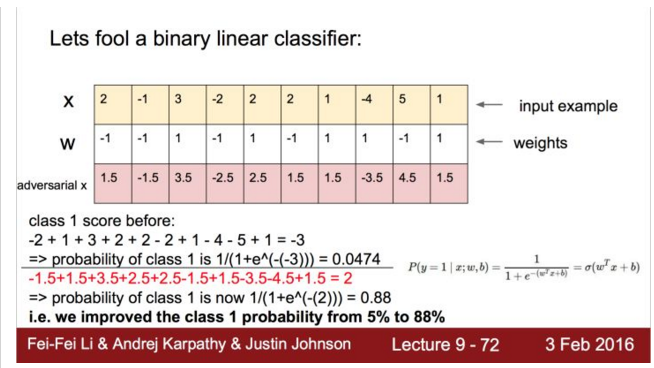 Lets fool a binary linear classifier:
X 2 -1 3 -2 2 2 1 -4 5 1 input example
W -1 -1 1 -1 1 -1 1 1 -1 1 weights
adversarial x 1.5 -1.5 3.5 -2.5 2.5 1.5 1.5 -3.5 4.5 1.5
class 1 score before:
-2 + 1 + 3 + 2 + 2 - 2 + 1 - 4 - 5 + 1 = -3
=> probability of class 1 is 1/(1+e^(-(-3))) = 0.0474
-1.5+1.5+3.5+2.5+2.5-1.5+1.5-3.5-4.5+1.5 = 2
=> probability of class 1 is now 1/(1+e^(-(2))) = 0.88
i.e. we improved the class 1 probability from 5% to 88%
P(y = 1 | x; w, b) = 1 / (1 + e^{-(w^T x+b)}) = σ(w^T x + b)
Fei-Fei Li & Andrej Karpathy & Justin Johnson Lecture 9 - 72 3 Feb 2016